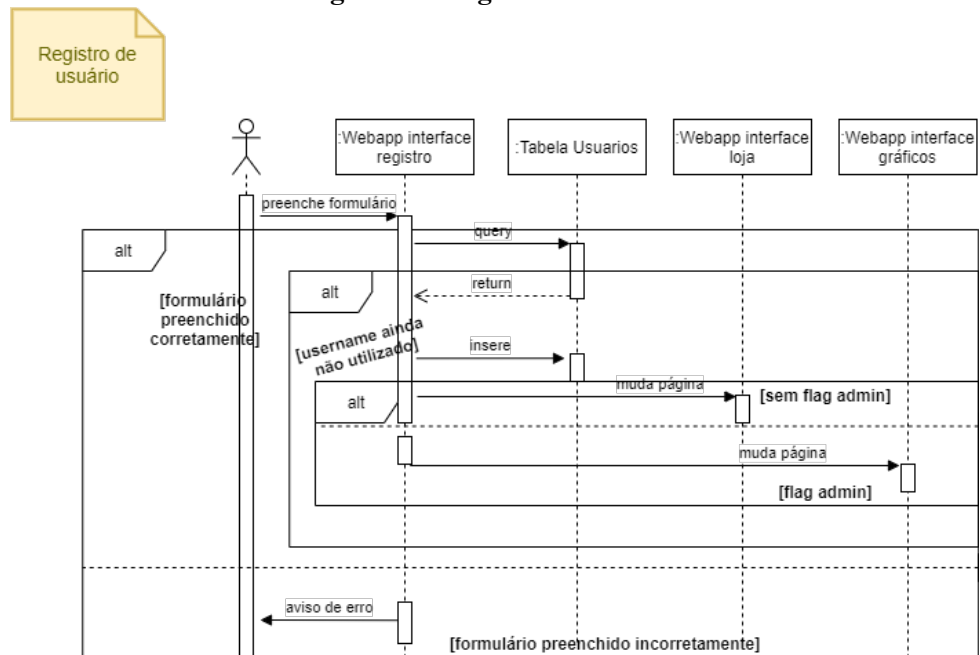 Registro de
usuário
:Webapp interface
registro
:Tabela Usuarios
:Webapp interface
loja
:Webapp interface
gráficos
preenche formulário
query
alt
return
alt
[formulário
preenchido
corretamente]
[username ainda
não utilizado]
insere
muda página
[sem flag admin]
alt
muda página
[flag admin]
aviso de erro
[formulário preenchido incorretamente]